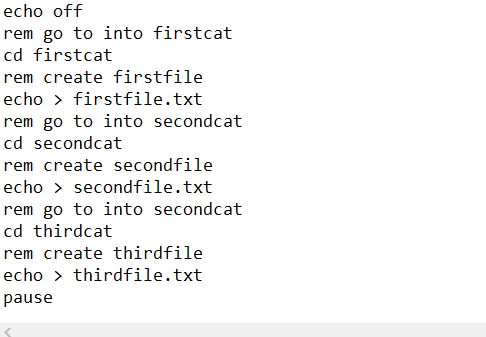 echo off
rem go to into firstcat
cd firstcat
rem create firstfile
echo > firstfile.txt
rem go to into secondcat
cd secondcat
rem create secondfile
echo > secondfile.txt
rem go to into secondcat
cd thirdcat
rem create thirdfile
echo > thirdfile.txt
pause